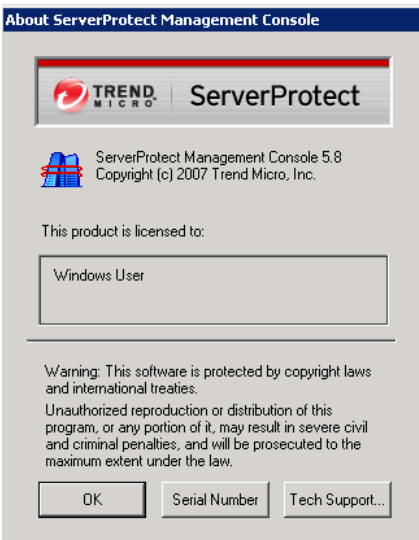 About ServerProtect Management Console
TREND MICRO ServerProtect
ServerProtect Management Console 5.8
Copyright (c) 2007 Trend Micro, Inc.
This product is licensed to:
Windows User
Warning: This software is protected by copyright laws
and international treaties.
Unauthorized reproduction or distribution of this
program, or any portion of it, may result in severe civil
and criminal penalties, and will be prosecuted to the
maximum extent under the law.
OK Serial Number Tech Support...